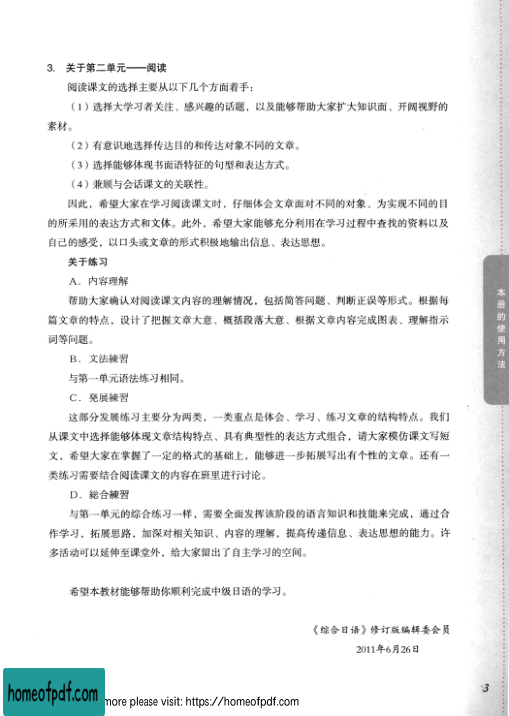 3. 关于第二单元——阅读
阅读课文的选择主要从以下几个方面着手：
（1）选择大学习者关注、感兴趣的话题，以及能够帮助大家扩大知识面、开阔视野的
素材。
（2）有意识地选择传达目的和传达对象不同的文章。
（3）选择能够体现书面语特征的句型和表达方式。
（4）兼顾与会话课文的关联性。
因此，希望大家在学习阅读课文时，仔细体会文章面对不同的对象、为实现不同的目
的所采用的表达方式和文体。此外，希望大家能够充分利用在学习过程中查找的资料以及
自己的感受，以口头或文章的形式积极地输出信息、表达思想。
关于练习
A．内容理解
帮助大家确认对阅读课文内容的理解情况，包括简答问题、判断正误等形式。根据每
篇文章的特点，设计了把握文章大意、概括段落大意、根据文章内容完成图表、理解指示
词等问题。
B．文法練習
与第一单元语法练习相同。
C．発展練習
这部分发展练习主要分为两类，一类重点是体会、学习、练习文章的结构特点。我们
从课文中选择能够体现文章结构特点、具有典型性的表达方式组合，请大家模仿课文写短
文，希望大家在掌握了一定的格式的基础上，能够进一步拓展写出有个性的文章。还有一
类练习需要结合阅读课文的内容在班里进行讨论。
D．総合練習
与第一单元的综合练习一样，需要全面发挥该阶段的语言知识和技能来完成，通过合
作学习，拓展思路，加深对相关知识、内容的理解，提高传递信息、表达思想的能力。许
多活动可以延伸至课堂外，给大家留出了自主学习的空间。
希望本教材能够帮助你顺利完成中级日语的学习。
《综合日语》修订版编辑委会员
2011年6月26日
本册的使用方法
3
homeofpdf.com
more please visit: https://homeofpdf.com